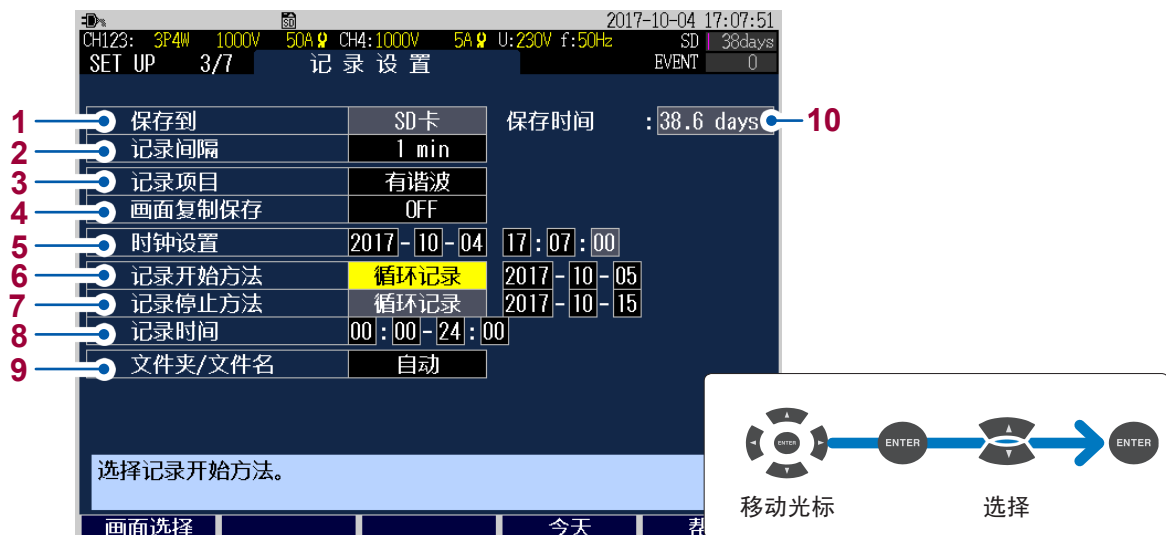 SD 2017-10-04 17:07:51
CH123: 3P4W 1000V 50A CH4:1000V 5A U:230V f:50Hz SD 38days
SET UP 3/7 记录设置 EVENT 0
1 保存到 SD卡 保存时间 :38.6 days 10
2 记录间隔 1 min
3 记录项目 有谐波
4 画面复制保存 OFF
5 时钟设置 2017-10-04 17:07:00
6 记录开始方法 循环记录 2017-10-05
7 记录停止方法 循环记录 2017-10-15
8 记录时间 00:00-24:00
9 文件夹/文件名 自动
选择记录开始方法。
画面选择 今天
ENTER ENTER ENTER
移动光标 选择